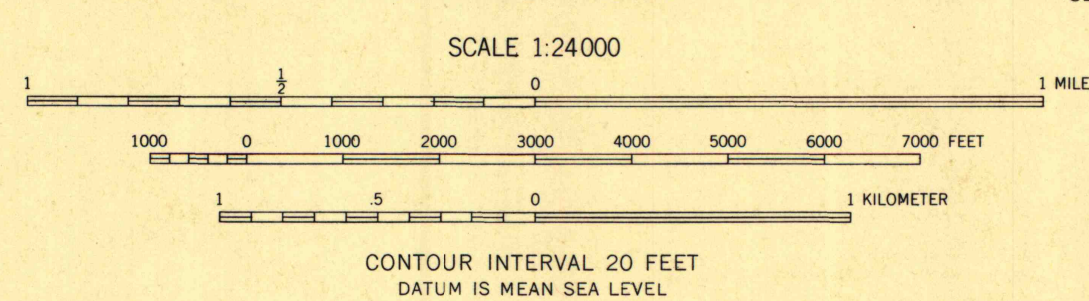 SCALE 1:24000
1 ½ 0 1 MILE
1000 0 1000 2000 3000 4000 5000 6000 7000 FEET
1 .5 0 1 KILOMETER
CONTOUR INTERVAL 20 FEET
DATUM IS MEAN SEA LEVEL